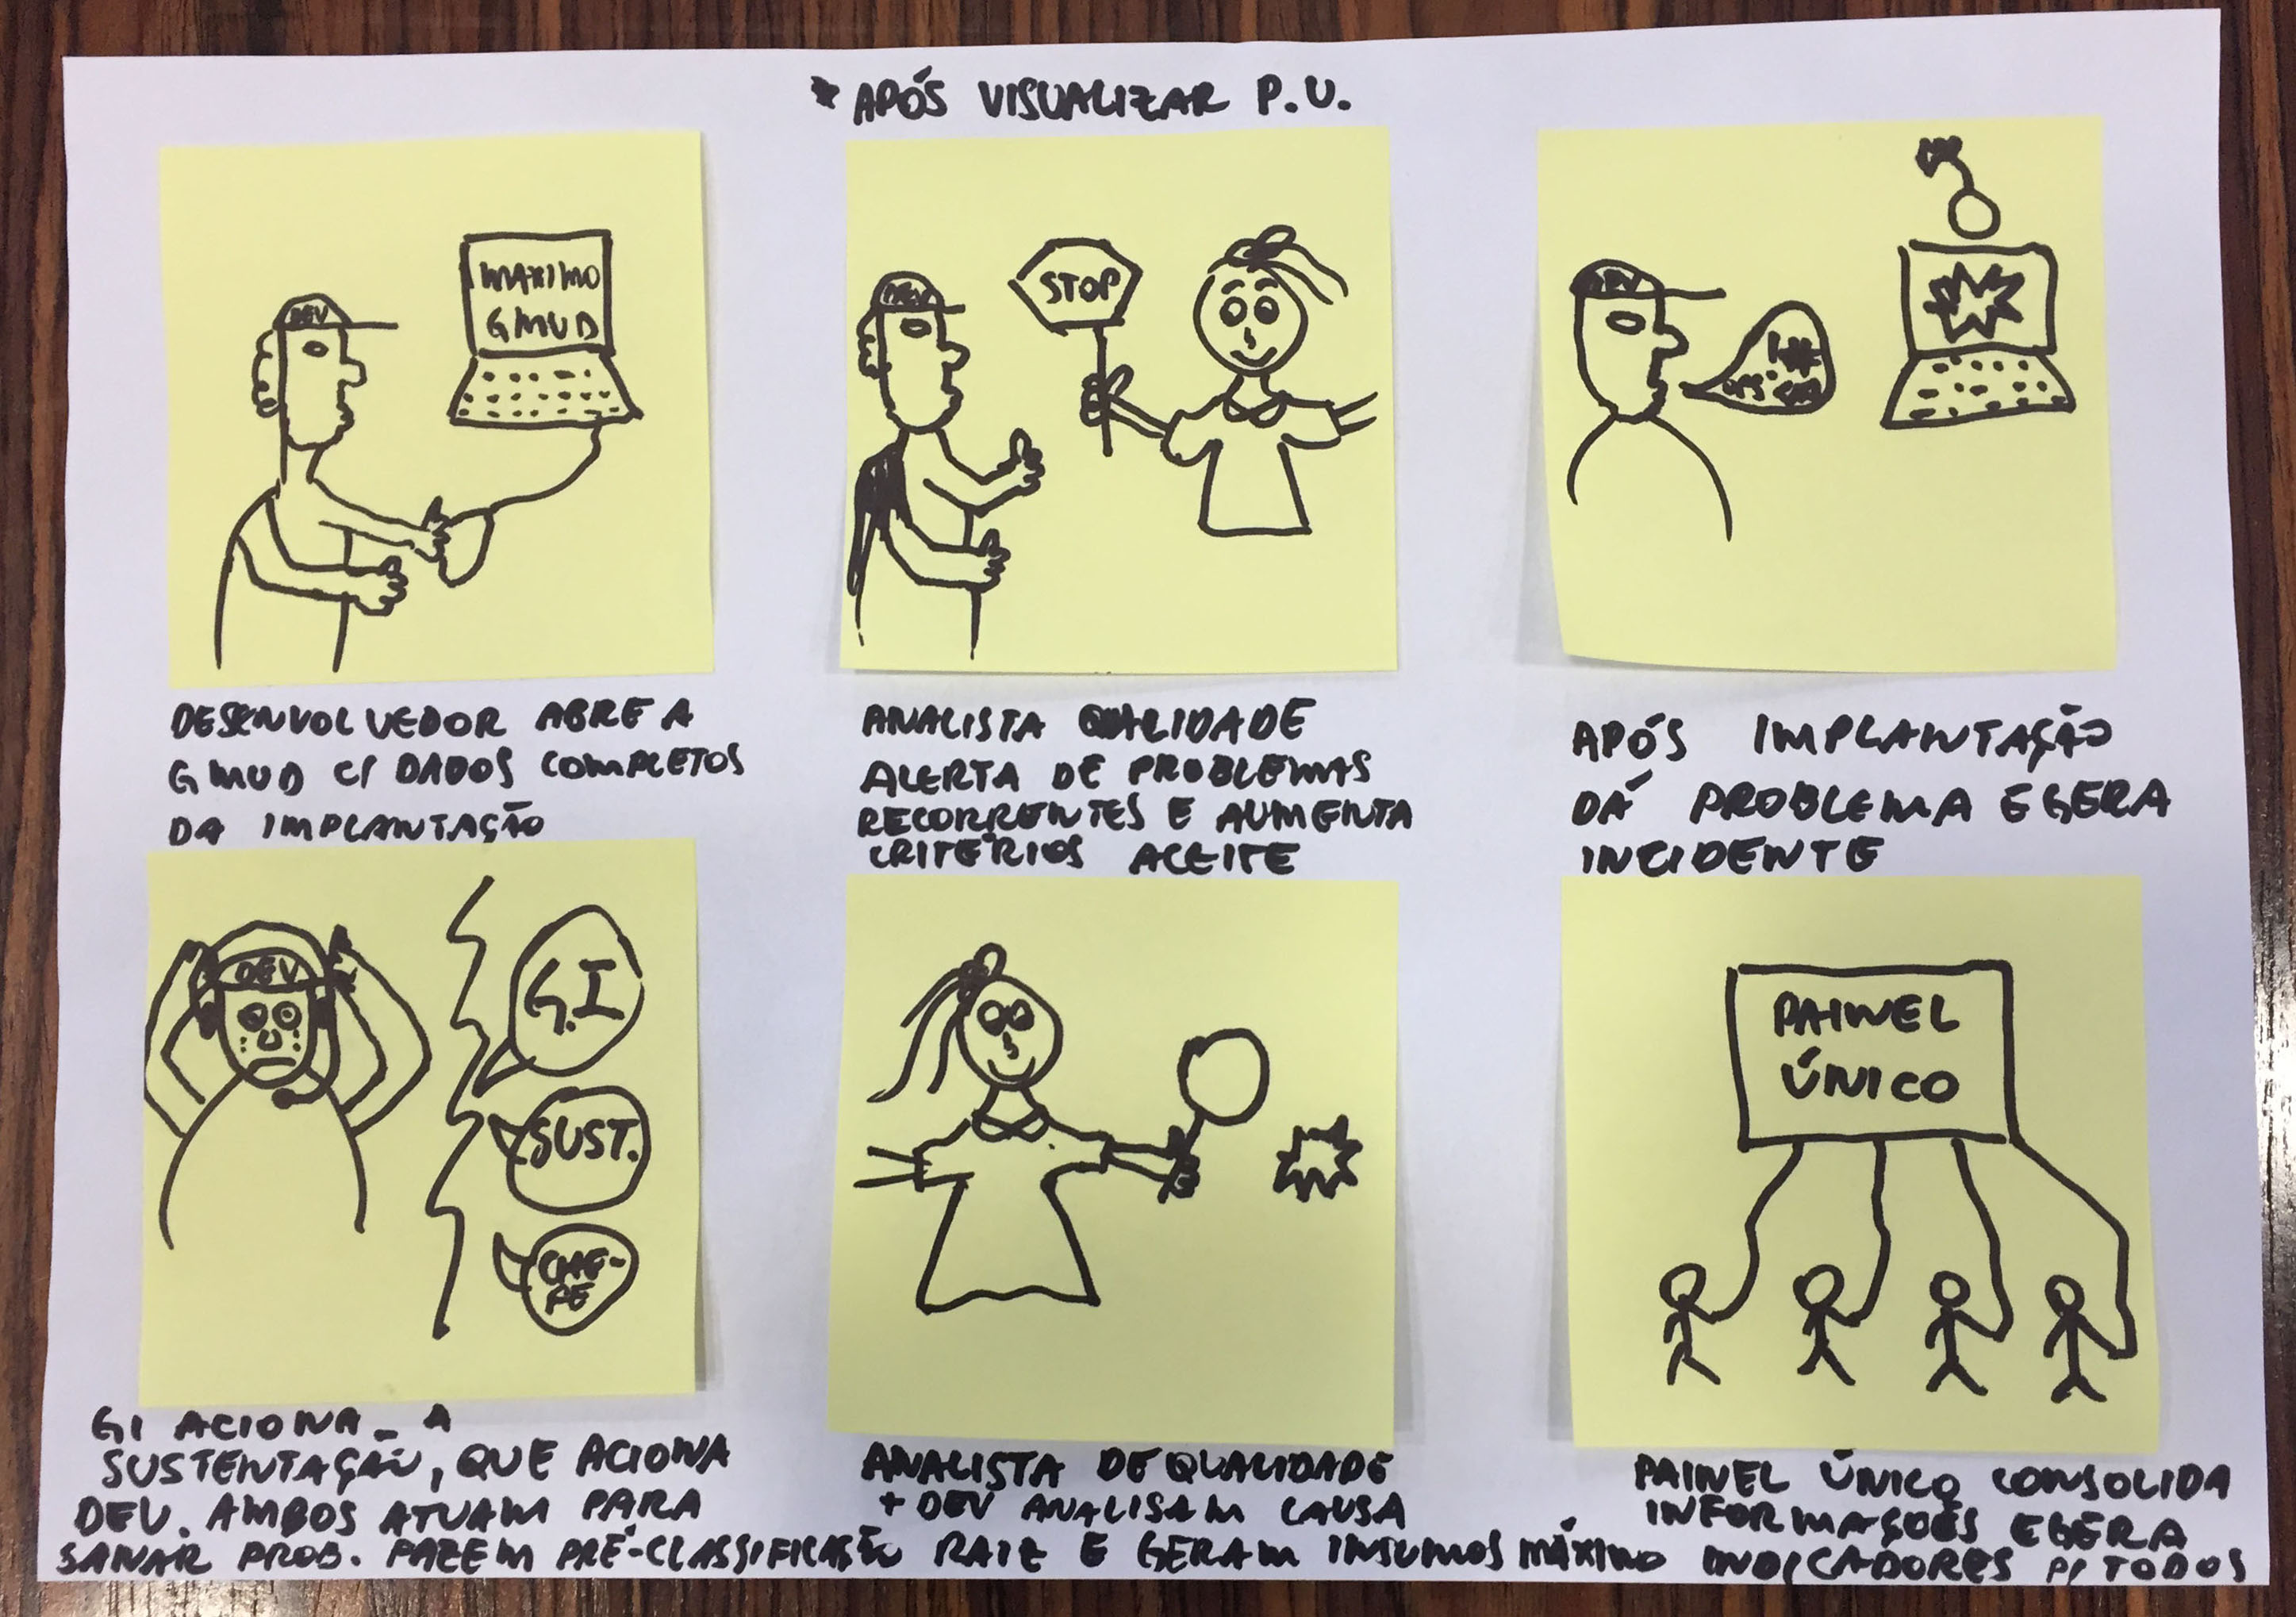 * APÓS VISUALIZAR P.U.
DEV
MAXIMO
GMUD
DESENVOLVEDOR ABRE A
GMUD C/ DADOS COMPLETOS
DA IMPLANTAÇÃO
DEV
STOP
ANALISTA QUALIDADE
ALERTA DE PROBLEMAS
RECORRENTES E AUMENTA
CRITÉRIOS ACEITE
DEV
APÓS IMPLANTAÇÃO
DÁ PROBLEMA E GERA
INCIDENTE
DEV
G.I
SUST.
CHE-
FE
GI ACIONA A
SUSTENTAÇÃO, QUE ACIONA
DEV. AMBOS ATUAM PARA
SANAR PROB. FAZEM PRÉ-CLASSIFICAÇÃO
ANALISTA DE QUALIDADE
+ DEV ANALISAM CAUSA
RAIZ E GERAM INSUMOS MÁXIMO
PAINEL
ÚNICO
PAINEL ÚNICO CONSOLIDA
INFORMAÇÕES E GERA
INDICADORES P/ TODOS